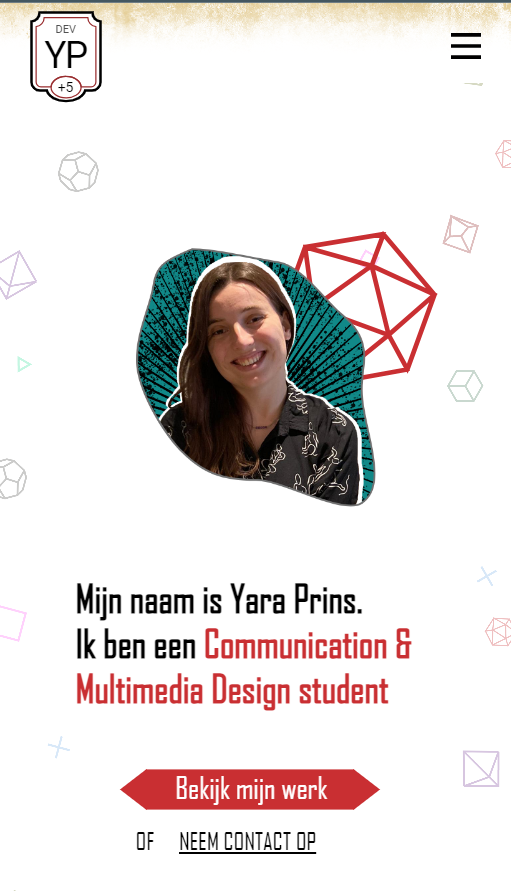 DEV
YP
+5
Mijn naam is Yara Prins.
Ik ben een Communication &
Multimedia Design student
Bekijk mijn werk
OF NEEM CONTACT OP